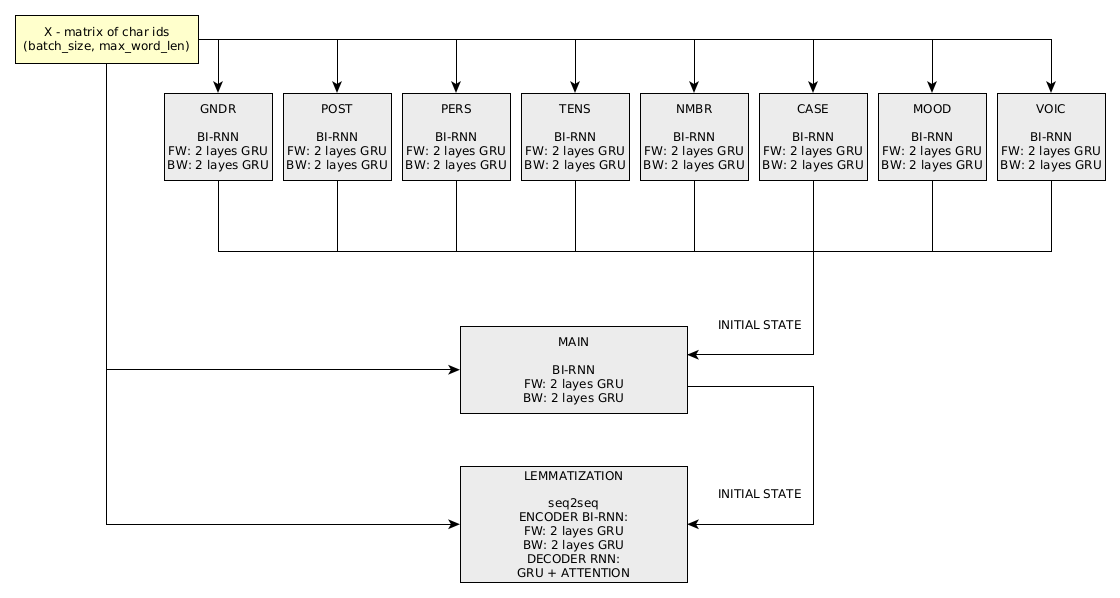 X - matrix of char ids
(batch_size, max_word_len)
GNDR
BI-RNN
FW: 2 layes GRU
BW: 2 layes GRU
POST
BI-RNN
FW: 2 layes GRU
BW: 2 layes GRU
PERS
BI-RNN
FW: 2 layes GRU
BW: 2 layes GRU
TENS
BI-RNN
FW: 2 layes GRU
BW: 2 layes GRU
NMBR
BI-RNN
FW: 2 layes GRU
BW: 2 layes GRU
CASE
BI-RNN
FW: 2 layes GRU
BW: 2 layes GRU
MOOD
BI-RNN
FW: 2 layes GRU
BW: 2 layes GRU
VOIC
BI-RNN
FW: 2 layes GRU
BW: 2 layes GRU
INITIAL STATE
MAIN
BI-RNN
FW: 2 layes GRU
BW: 2 layes GRU
LEMMATIZATION
seq2seq
ENCODER BI-RNN:
FW: 2 layes GRU
BW: 2 layes GRU
DECODER RNN:
GRU + ATTENTION
INITIAL STATE